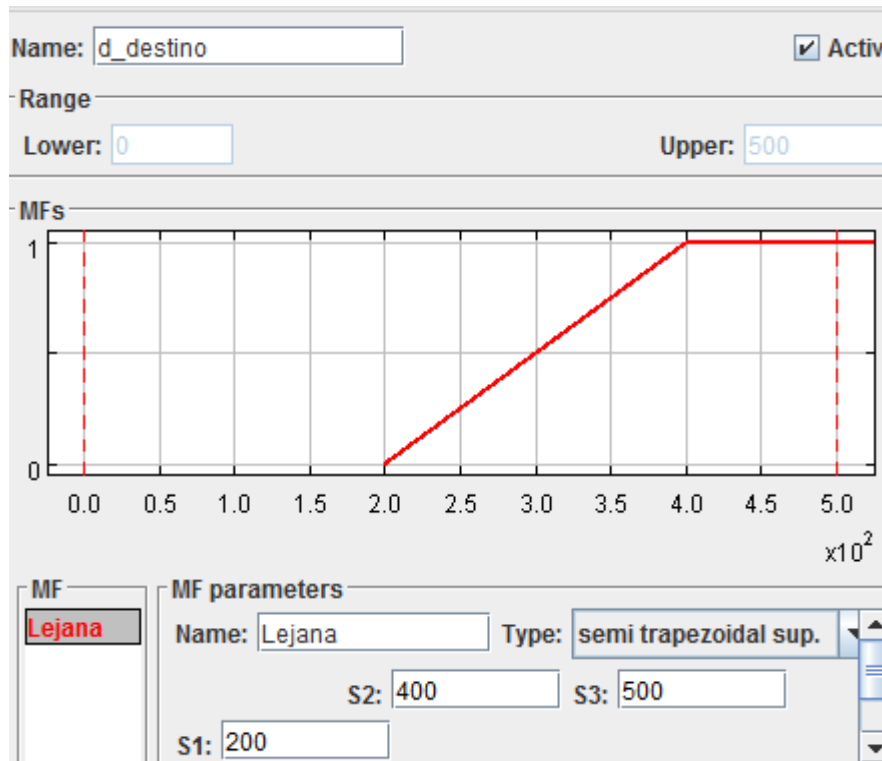 Name: d_destino Activ
Range
Lower: 0 Upper: 500
MFs
1
0
0.0 0.5 1.0 1.5 2.0 2.5 3.0 3.5 4.0 4.5 5.0
x10²
MF MF parameters
Lejana Name: Lejana Type: semi trapezoidal sup.
S2: 400 S3: 500
S1: 200